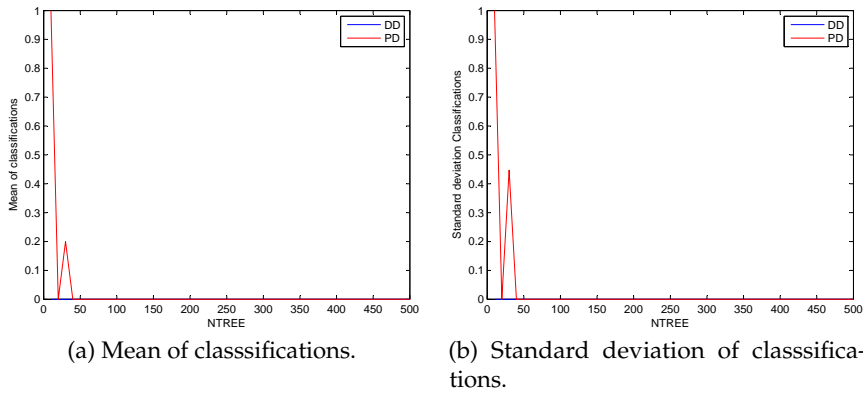 1
0.9
0.8
0.7
0.6
0.5
0.4
0.3
0.2
0.1
0
Mean of classifications
0 50 100 150 200 250 300 350 400 450 500
NTREE
DD
PD
(a) Mean of classsifications.
1
0.9
0.8
0.7
0.6
0.5
0.4
0.3
0.2
0.1
0
Standard deviation Classifications
0 50 100 150 200 250 300 350 400 450 500
NTREE
DD
PD
(b) Standard deviation of classsifica-
tions.